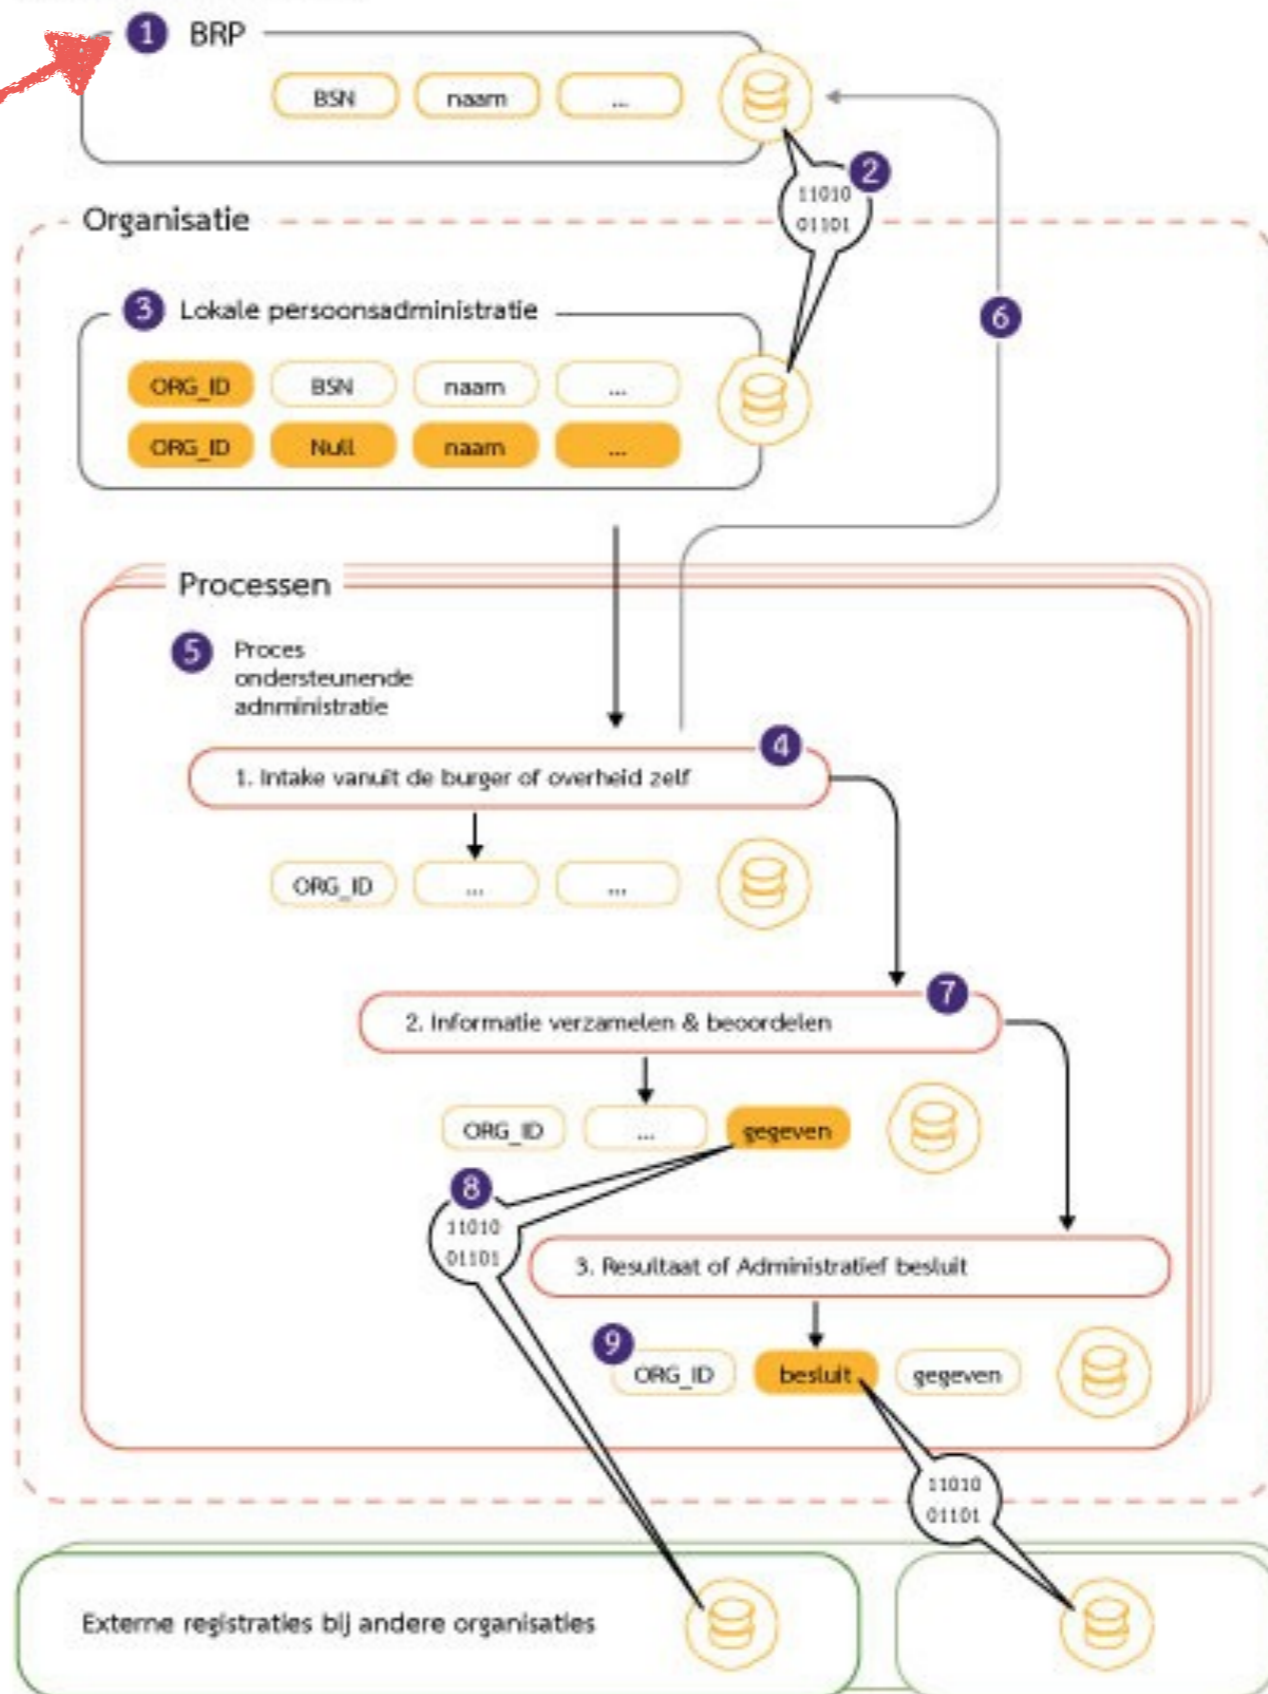 1 BRP
BSN naam ...
2
11010
01101
Organisatie
3 Lokale persoonsadministratie
6
ORG_ID BSN naam ...
ORG_ID Null naam ...
Processen
5 Proces
ondersteunende
adnministratie
4
1. Intake vanuit de burger of overheid zelf
ORG_ID ... ...
7
2. Informatie verzamelen & beoordelen
ORG_ID ... gegeven
8
11010
01101
3. Resultaat of Administratief besluit
9
ORG_ID besluit gegeven
11010
01101
Externe registraties bij andere organisaties